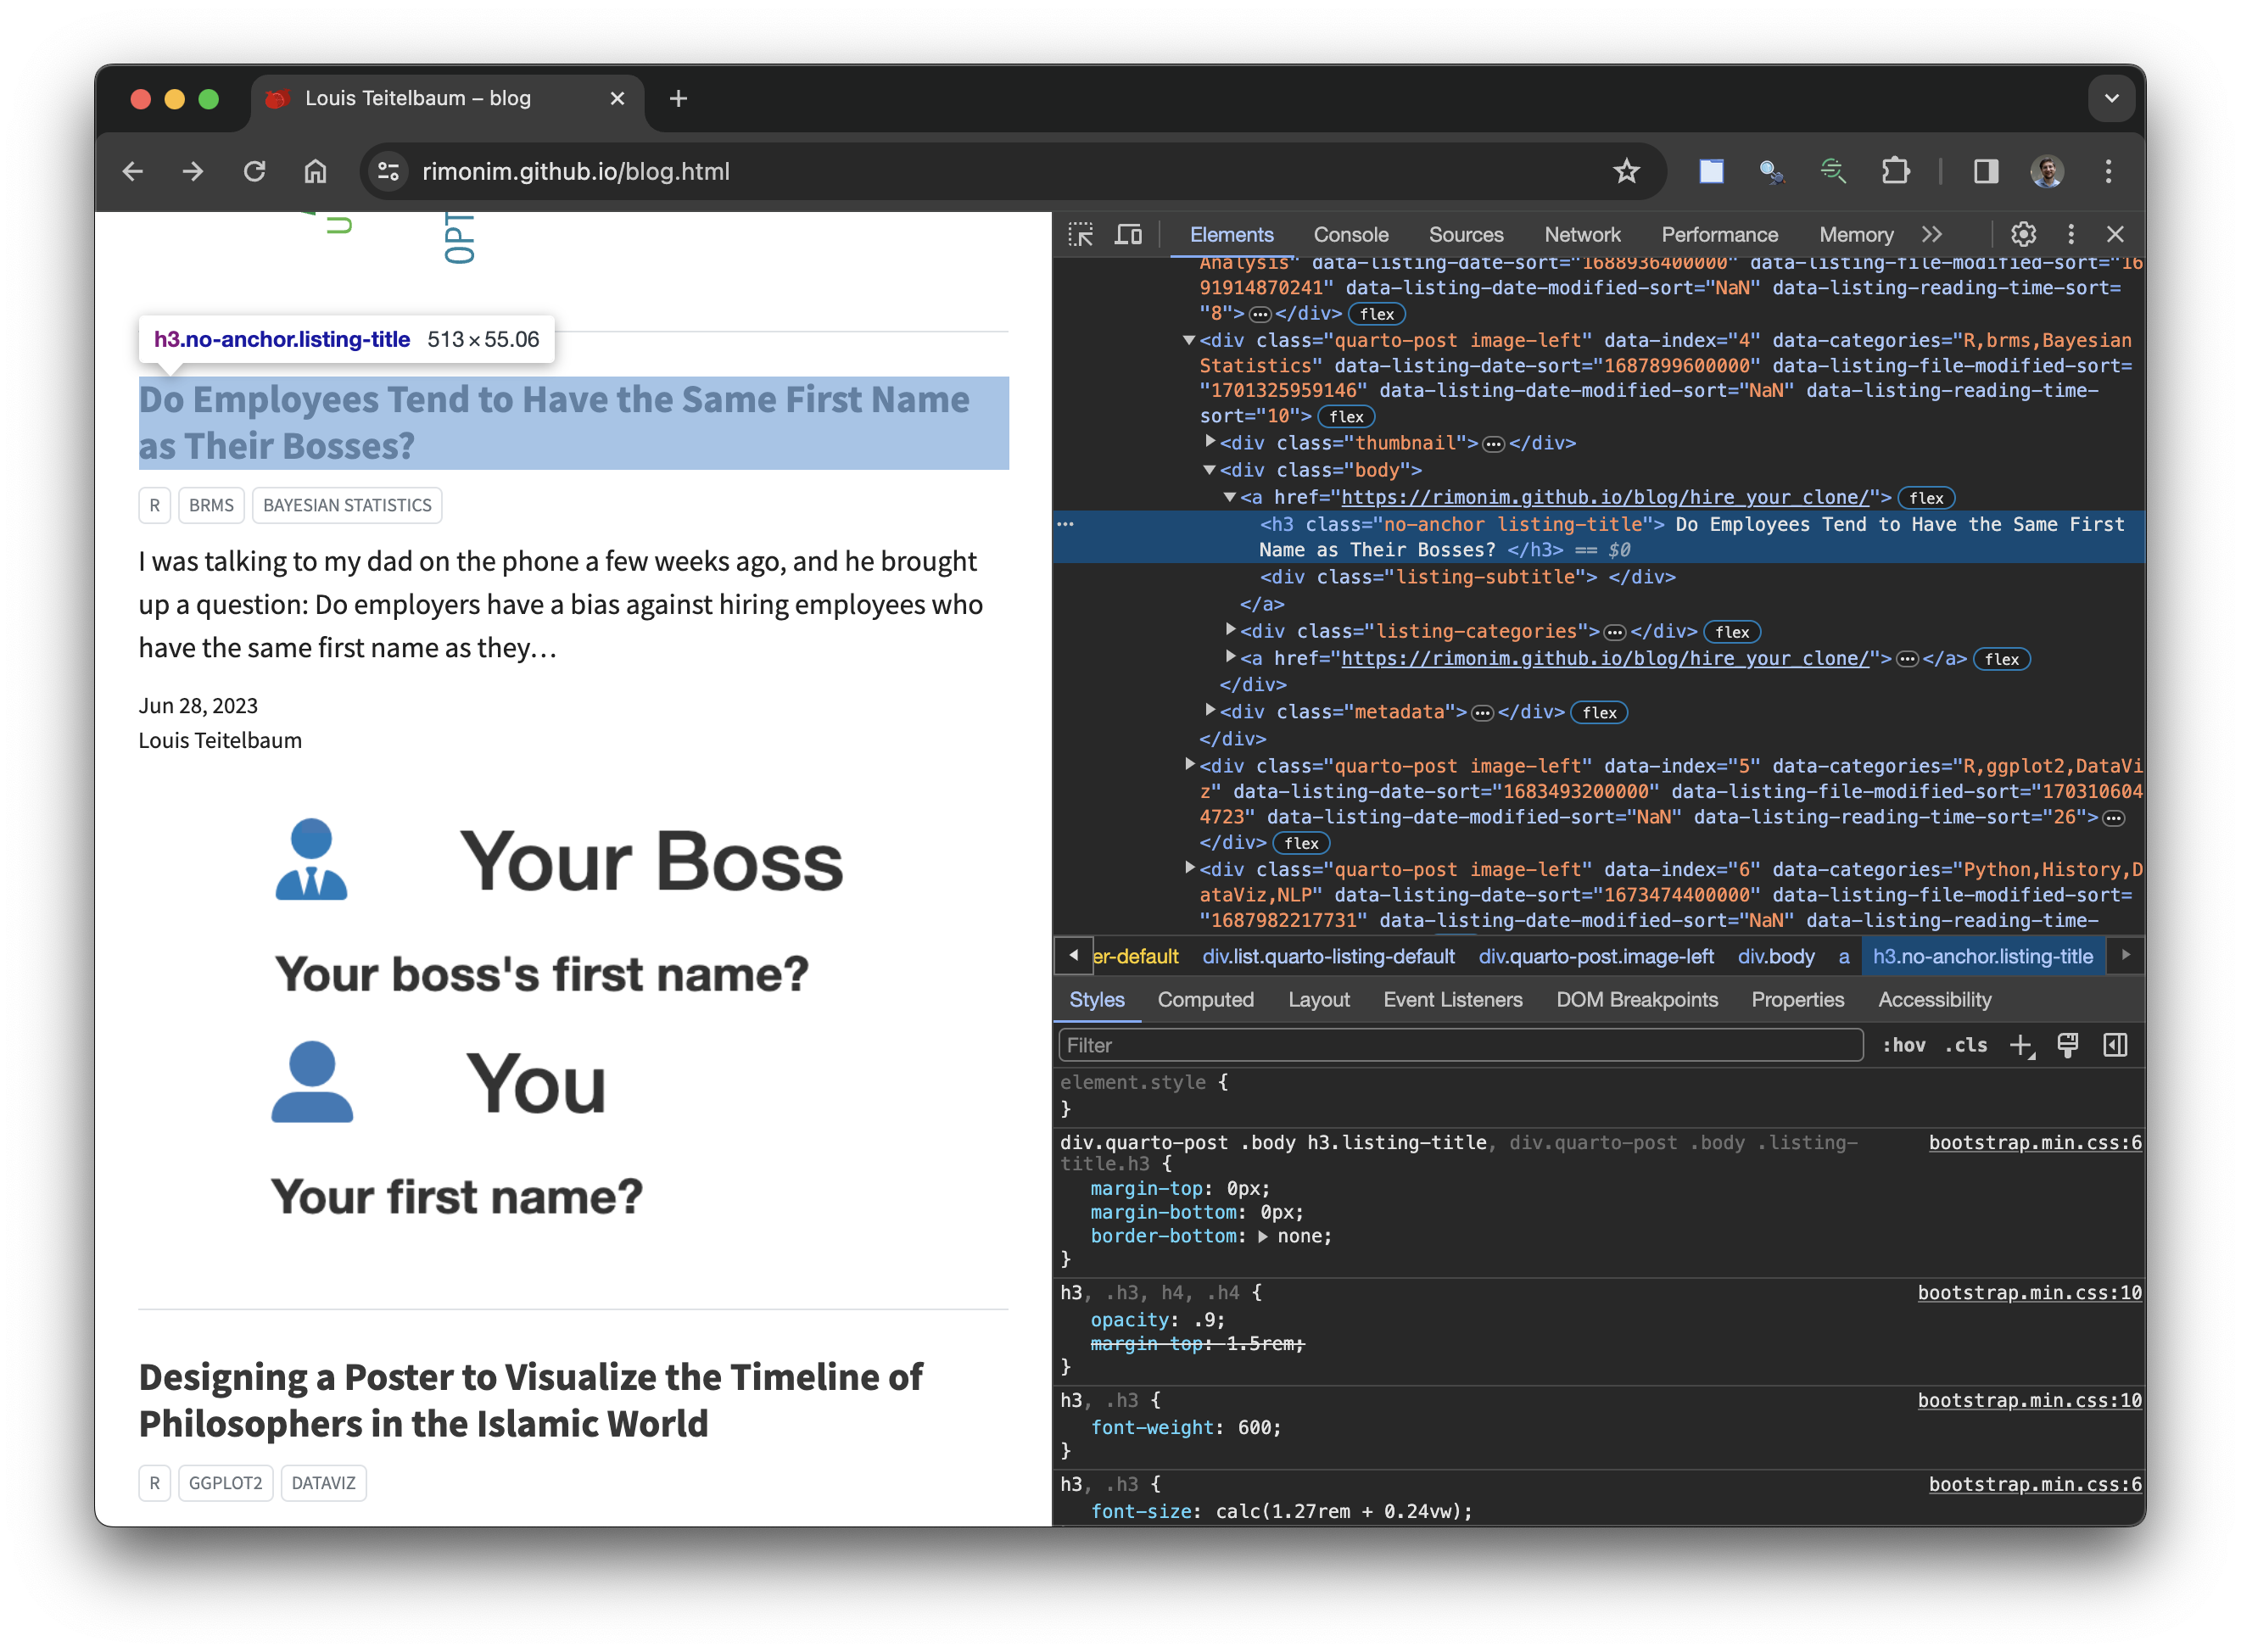 Louis Teitelbaum – blog
rimonim.github.io/blog.html
U
OPT
h3.no-anchor.listing-title 513 × 55.06
Do Employees Tend to Have the Same First Name
as Their Bosses?
R BRMS BAYESIAN STATISTICS
I was talking to my dad on the phone a few weeks ago, and he brought
up a question: Do employers have a bias against hiring employees who
have the same first name as they…
Jun 28, 2023
Louis Teitelbaum
Your Boss
Your boss's first name?
You
Your first name?
Designing a Poster to Visualize the Timeline of
Philosophers in the Islamic World
R GGPLOT2 DATAVIZ
Elements Console Sources Network Performance Memory
Analysis" data-listing-date-sort="1688936400000" data-listing-file-modified-sort="16
91914870241" data-listing-date-modified-sort="NaN" data-listing-reading-time-sort=
"8">…</div> flex
<div class="quarto-post image-left" data-index="4" data-categories="R,brms,Bayesian
Statistics" data-listing-date-sort="1687899600000" data-listing-file-modified-sort=
"1701325959146" data-listing-date-modified-sort="NaN" data-listing-reading-time-
sort="10"> flex
<div class="thumbnail">…</div>
<div class="body">
<a href="https://rimonim.github.io/blog/hire_your_clone/"> flex
<h3 class="no-anchor listing-title"> Do Employees Tend to Have the Same First
Name as Their Bosses? </h3> == $0
<div class="listing-subtitle"> </div>
</a>
<div class="listing-categories">…</div> flex
<a href="https://rimonim.github.io/blog/hire_your_clone/">…</a> flex
</div>
<div class="metadata">…</div> flex
</div>
<div class="quarto-post image-left" data-index="5" data-categories="R,ggplot2,DataVi
z" data-listing-date-sort="1683493200000" data-listing-file-modified-sort="170310604
4723" data-listing-date-modified-sort="NaN" data-listing-reading-time-sort="26">…
</div> flex
<div class="quarto-post image-left" data-index="6" data-categories="Python,History,D
ataViz,NLP" data-listing-date-sort="1673474400000" data-listing-file-modified-sort=
"1687982217731" data-listing-date-modified-sort="NaN" data-listing-reading-time-
er-default div.list.quarto-listing-default div.quarto-post.image-left div.body a h3.no-anchor.listing-title
Styles Computed Layout Event Listeners DOM Breakpoints Properties Accessibility
Filter :hov .cls
element.style {
}
div.quarto-post .body h3.listing-title, div.quarto-post .body .listing- bootstrap.min.css:6
title.h3 {
margin-top: 0px;
margin-bottom: 0px;
border-bottom: none;
}
h3, .h3, h4, .h4 { bootstrap.min.css:10
opacity: .9;
margin-top: 1.5rem;
}
h3, .h3 { bootstrap.min.css:10
font-weight: 600;
}
h3, .h3 { bootstrap.min.css:6
font-size: calc(1.27rem + 0.24vw);